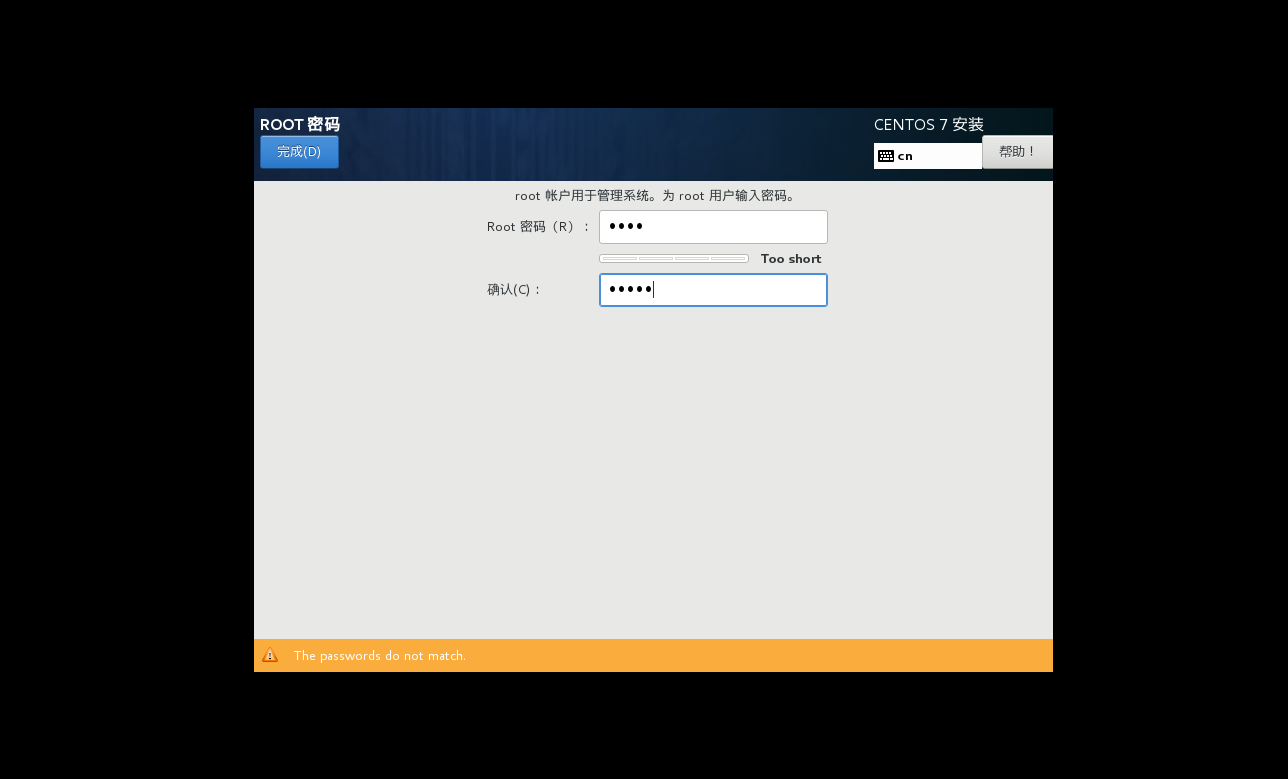 ROOT 密码
CENTOS 7 安装
完成(D)
cn
帮助！
root 帐户用于管理系统。为 root 用户输入密码。
Root 密码（R）：
••••
Too short
确认(C)：
•••••
The passwords do not match.